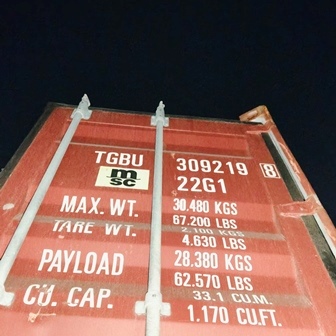 TGBU 309219 8
msc 22G1
MAX. WT. 30.480 KGS
67.200 LBS
TARE WT. 2.100 KGS
4.630 LBS
PAYLOAD 28.380 KGS
62.570 LBS
CU. CAP. 33.1 CU.M.
1.170 CU.FT.